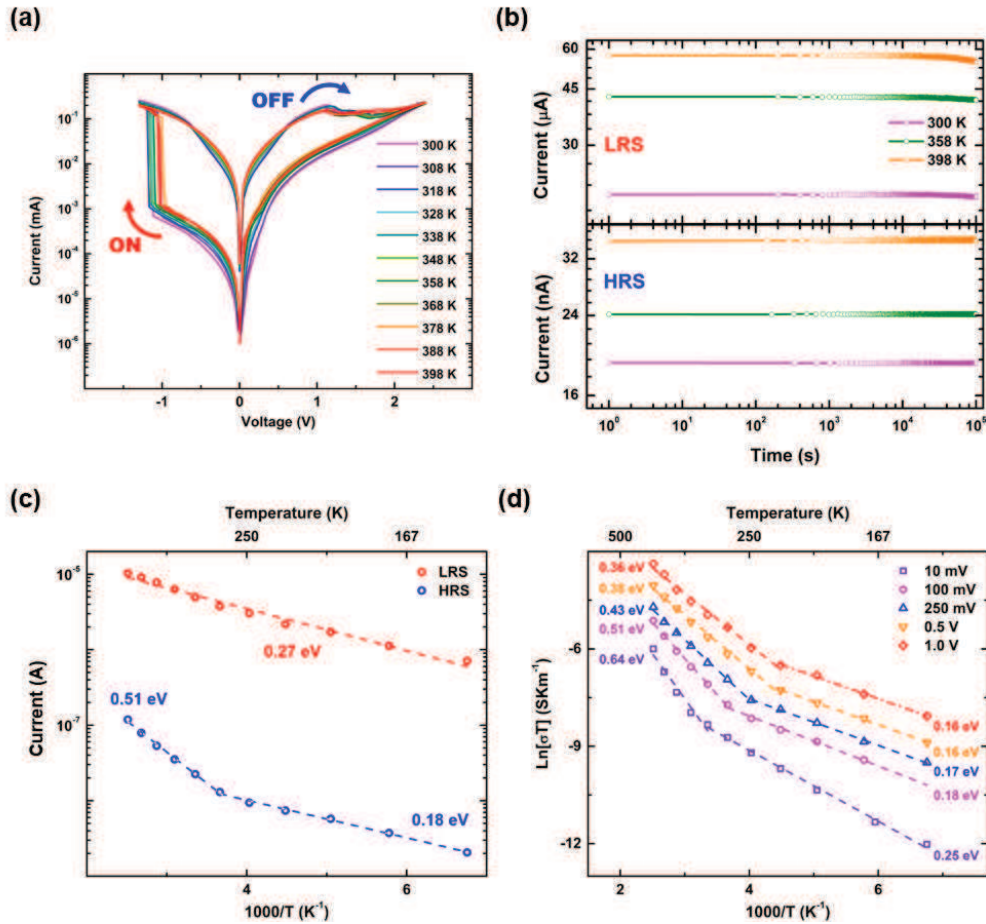 (a)
OFF
ON
Current (mA)
10⁻¹
10⁻²
10⁻³
10⁻⁴
10⁻⁵
10⁻⁶
300 K
308 K
318 K
328 K
338 K
348 K
358 K
368 K
378 K
388 K
398 K
-1 0 1 2
Voltage (V)
(b)
Current (μA)
60
45
30
LRS
300 K
358 K
398 K
Current (nA)
32
24
16
HRS
10⁰ 10¹ 10² 10³ 10⁴ 10⁵
Time (s)
(c)
Temperature (K)
250 167
Current (A)
10⁻⁵
10⁻⁷
LRS
HRS
0.27 eV
0.51 eV
0.18 eV
4 6
1000/T (K⁻¹)
(d)
Temperature (K)
500 250 167
Ln[σT] (SKm⁻¹)
-6
-9
-12
0.36 eV
0.38 eV
0.43 eV
0.51 eV
0.64 eV
10 mV
100 mV
250 mV
0.5 V
1.0 V
0.16 eV
0.16 eV
0.17 eV
0.18 eV
0.25 eV
2 4 6
1000/T (K⁻¹)